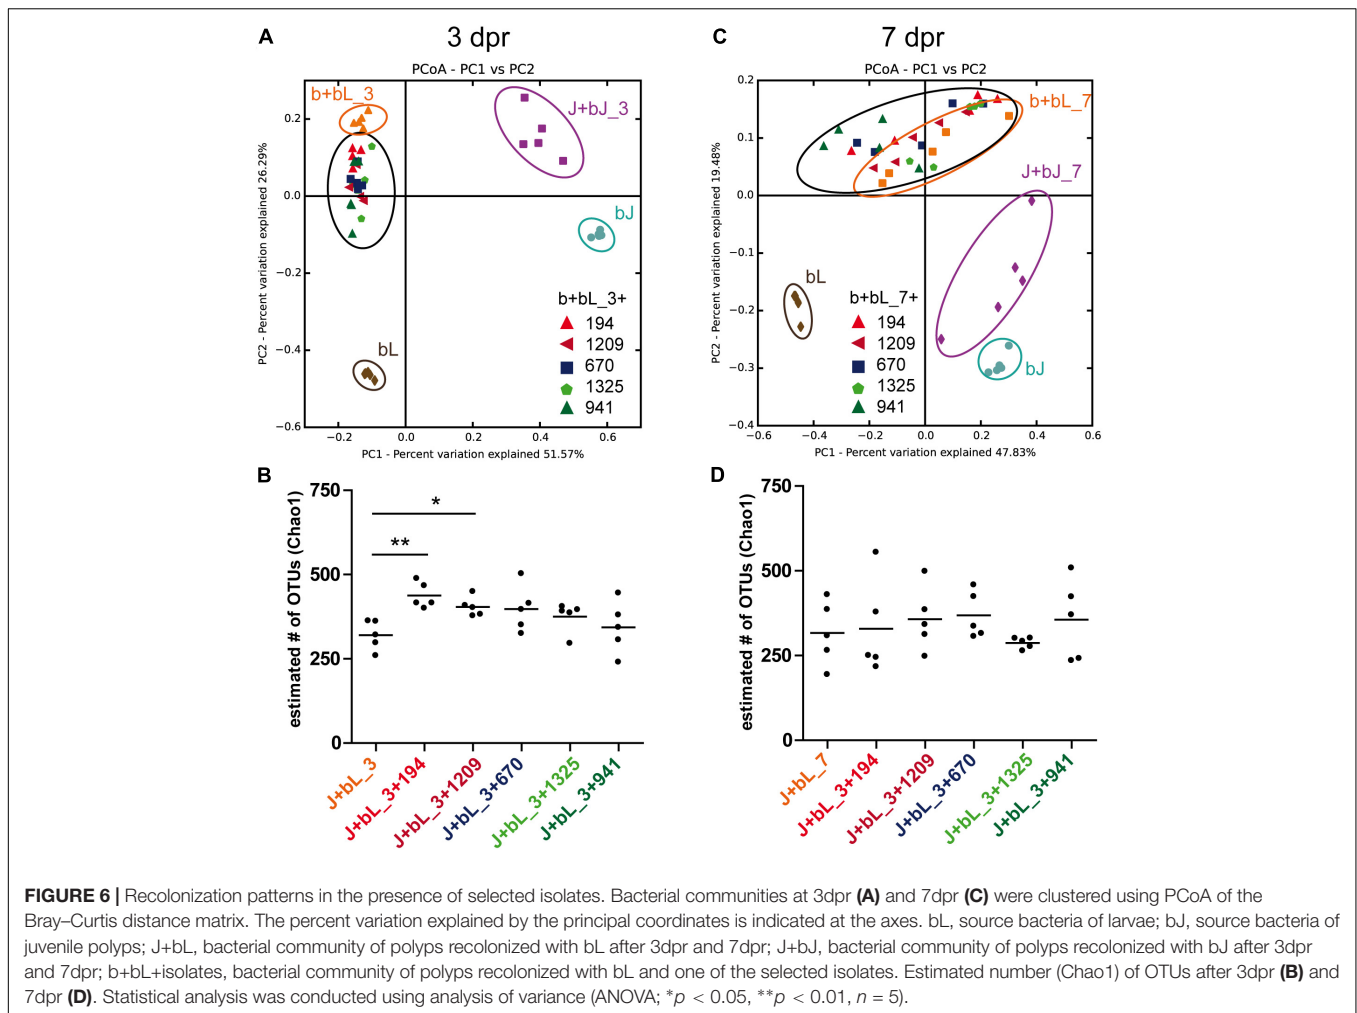 A
3 dpr
PCoA - PC1 vs PC2
PC2 - Percent variation explained 26.29%
0.2
0.0
−0.2
−0.4
−0.6
b+bL_3
J+bJ_3
bJ
bL
b+bL_3+
194
1209
670
1325
941
−0.2
0.0
0.2
0.4
0.6
PC1 - Percent variation explained 51.57%
C
7 dpr
PCoA - PC1 vs PC2
PC2 - Percent variation explained 19.48%
0.2
0.1
0.0
−0.1
−0.2
−0.3
−0.4
b+bL_7
J+bJ_7
bL
bJ
b+bL_7+
194
1209
670
1325
941
−0.6
−0.4
−0.2
0.0
0.2
0.4
0.6
PC1 - Percent variation explained 47.83%
B
estimated # of OTUs (Chao1)
750
500
250
0
*
**
J+bL_3
J+bL_3+194
J+bL_3+1209
J+bL_3+670
J+bL_3+1325
J+bL_3+941
D
estimated # of OTUs (Chao1)
750
500
250
0
J+bL_7
J+bL_3+194
J+bL_3+1209
J+bL_3+670
J+bL_3+1325
J+bL_3+941
FIGURE 6 | Recolonization patterns in the presence of selected isolates. Bacterial communities at 3dpr (A) and 7dpr (C) were clustered using PCoA of the
Bray–Curtis distance matrix. The percent variation explained by the principal coordinates is indicated at the axes. bL, source bacteria of larvae; bJ, source bacteria of
juvenile polyps; J+bL, bacterial community of polyps recolonized with bL after 3dpr and 7dpr; J+bJ, bacterial community of polyps recolonized with bJ after 3dpr
and 7dpr; b+bL+isolates, bacterial community of polyps recolonized with bL and one of the selected isolates. Estimated number (Chao1) of OTUs after 3dpr (B) and
7dpr (D). Statistical analysis was conducted using analysis of variance (ANOVA; *p < 0.05, **p < 0.01, n = 5).